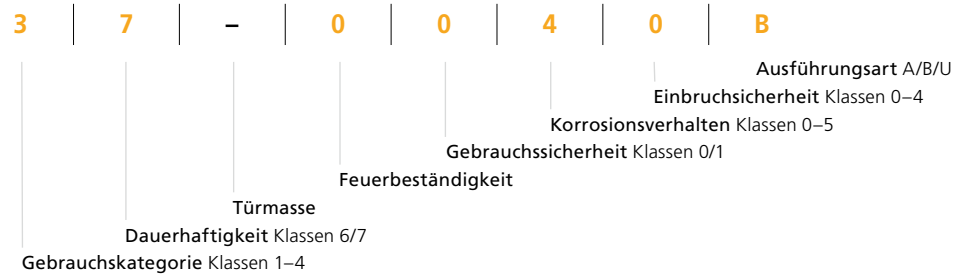 3 7 – 0 0 4 0 B
Ausführungsart A/B/U
Einbruchsicherheit Klassen 0–4
Korrosionsverhalten Klassen 0–5
Gebrauchssicherheit Klassen 0/1
Feuerbeständigkeit
Türmasse
Dauerhaftigkeit Klassen 6/7
Gebrauchskategorie Klassen 1–4